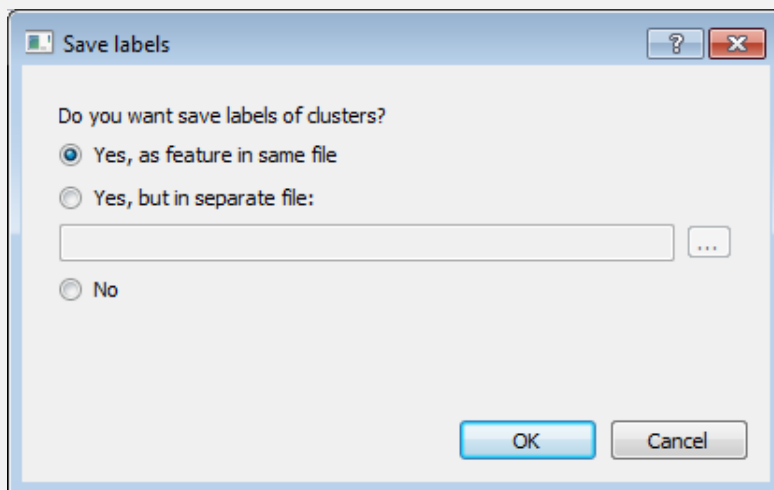 Save labels
?
Do you want save labels of clusters?
Yes, as feature in same file
Yes, but in separate file:
...
No
OK Cancel